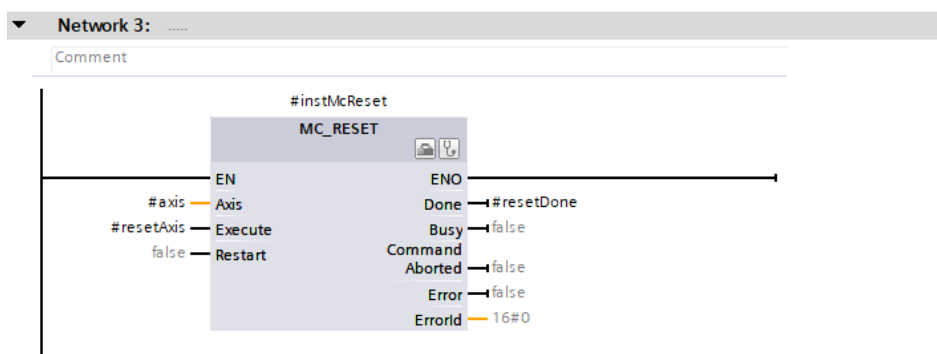 Network 3: .....
Comment
#instMcReset
MC_RESET
EN ENO
#axis Axis Done #resetDone
#resetAxis Execute Busy false
false Restart Command
Aborted false
Error false
ErrorId 16#0